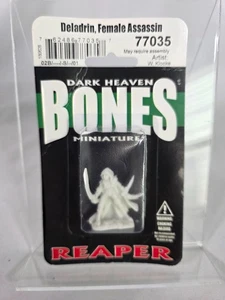 Deladrin, Female Assassin
77035
May require assembly
Artist
DARK HEAVEN
BONES
MINIATURES
REAPER